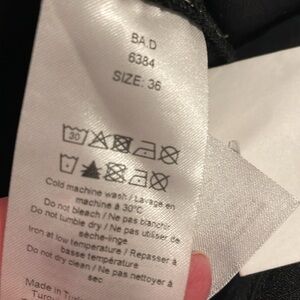 BA.D
6384
SIZE: 36
30
Cold machine wash / Lavage en
machine à 30°C
Do not bleach / Ne pas blanchir
Do not tumble dry / Ne pas utiliser de
sèche-linge
Iron at low temperature / Repasser à
basse température
Do not dry clean / Ne pas nettoyer à
sec
Made in